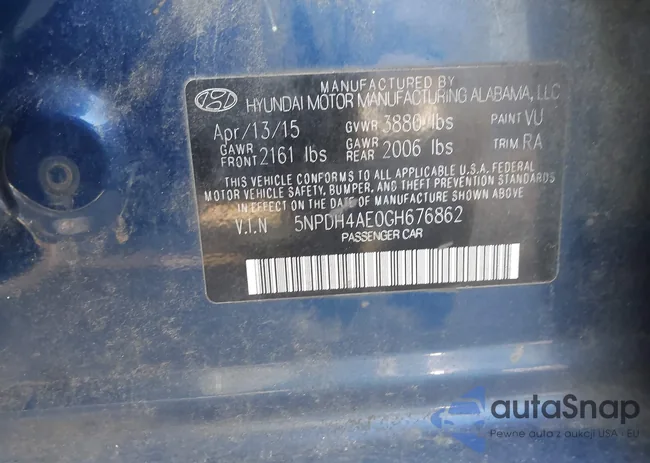 MANUFACTURED BY
HYUNDAI MOTOR MANUFACTURING ALABAMA, LLC
Apr/13/15 GVWR 3880 lbs PAINT VU
GAWR FRONT 2161 lbs GAWR REAR 2006 lbs TRIM RA
THIS VEHICLE CONFORMS TO ALL APPLICABLE U.S.A. FEDERAL
MOTOR VEHICLE SAFETY, BUMPER, AND THEFT PREVENTION STANDARDS
IN EFFECT ON THE DATE OF MANUFACTURE SHOWN ABOVE
V.I.N 5NPDH4AE0GH676862
PASSENGER CAR
autaSnap
Pewne auta z aukcji USA - EU